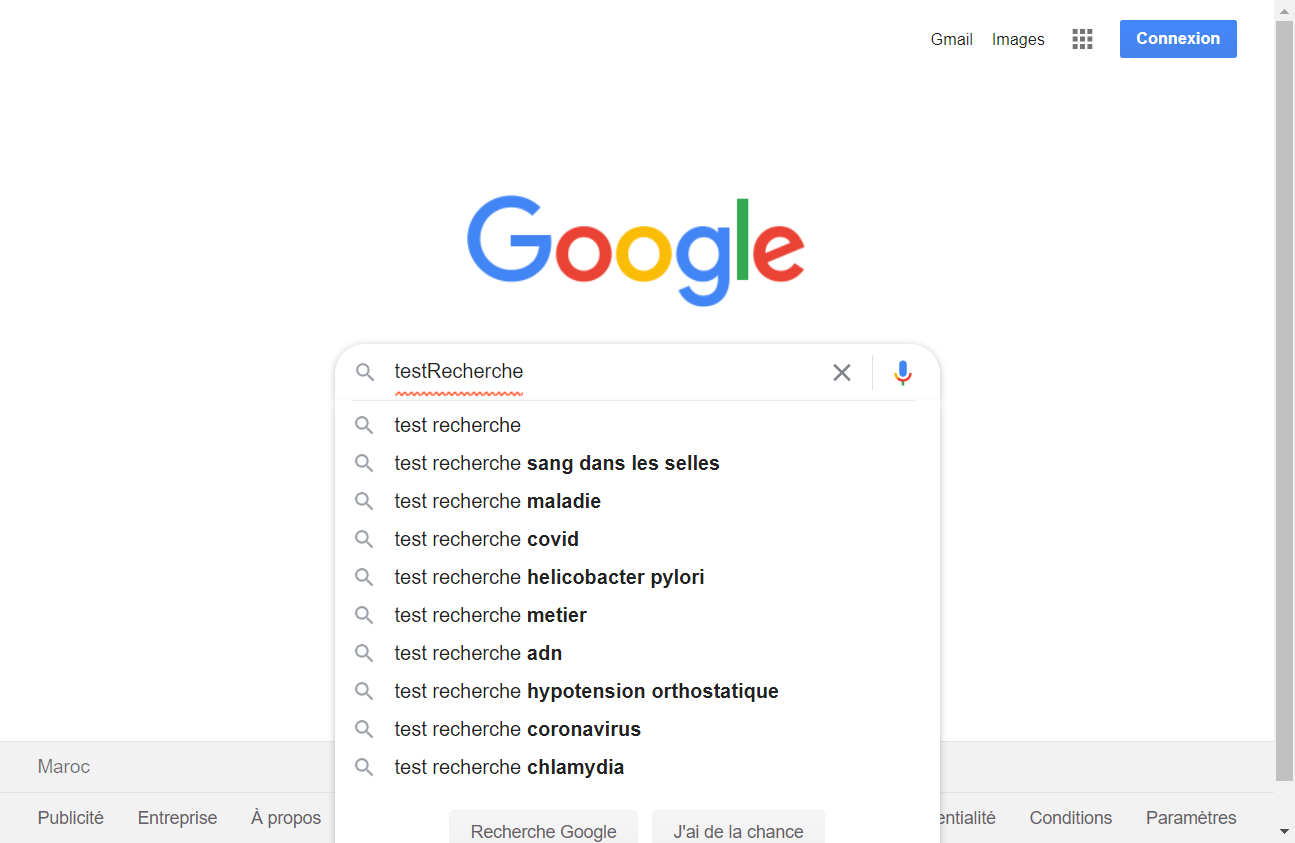 Gmail Images Connexion
Google
testRecherche
test recherche
test recherche sang dans les selles
test recherche maladie
test recherche covid
test recherche helicobacter pylori
test recherche metier
test recherche adn
test recherche hypotension orthostatique
test recherche coronavirus
test recherche chlamydia
Maroc
Recherche Google J'ai de la chance
Publicité Entreprise À propos entialité Conditions Paramètres